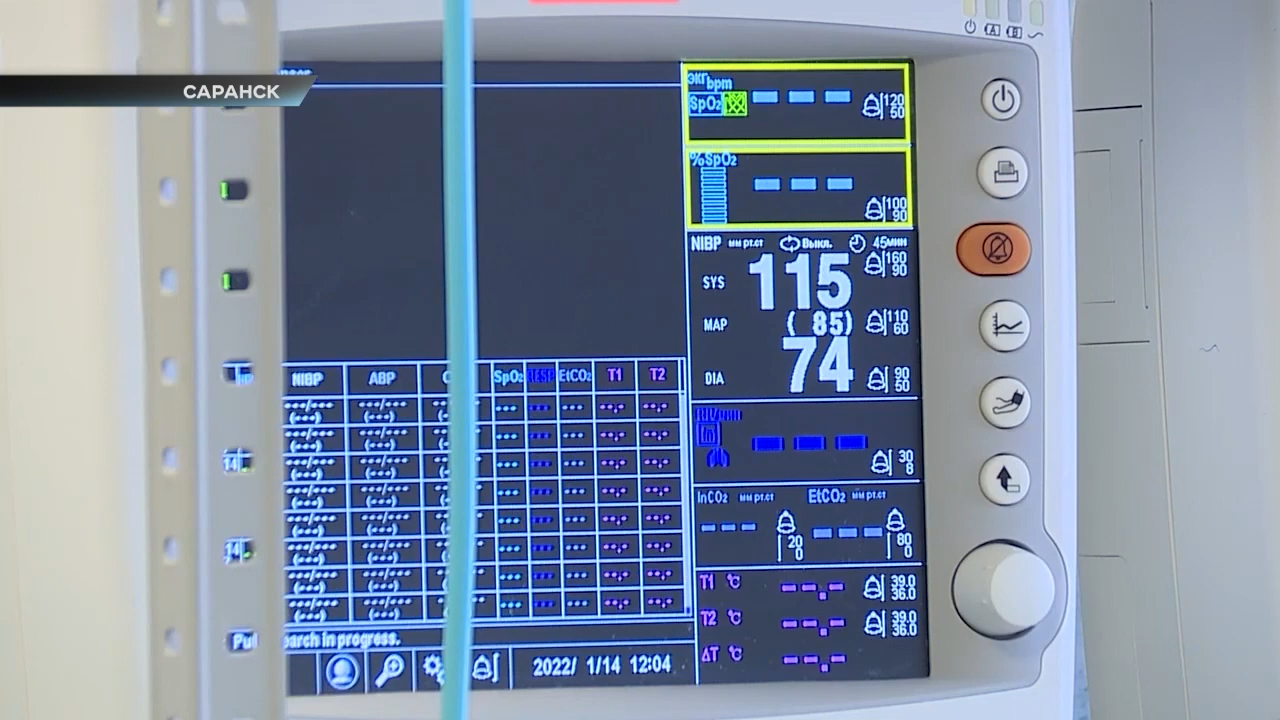 САРАНСК
ЭКГ bpm
SpO₂
120
50
%SpO₂
100
90
NIBP мм рт.ст Выкл. 45мин
160
90
SYS 115
MAP (85) 110
60
DIA 74 90
50
30
8
InCO₂ мм рт.ст EtCO₂ мм рт.ст
--- 20
0
--- 80
0
T1 °C --.- 39.0
36.0
T2 °C --.- 39.0
36.0
ΔT °C --.-
NIBP ABP SpO₂ RESP EtCO₂ T1 T2
in progress.
2022/ 1/14 12:04